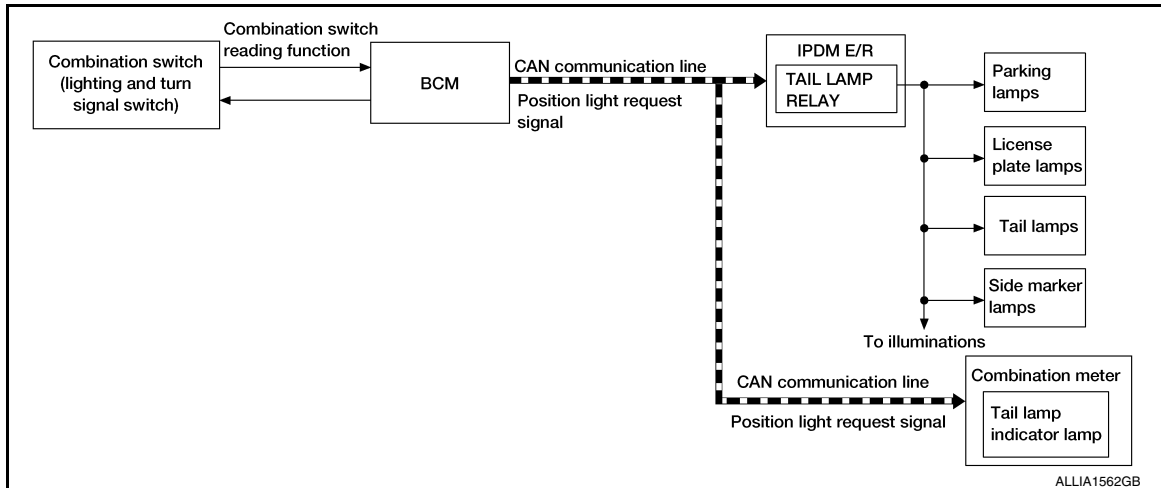 Combination switch
reading function
Combination switch
(lighting and turn
signal switch)
BCM
CAN communication line
Position light request
signal
IPDM E/R
TAIL LAMP
RELAY
Parking
lamps
License
plate lamps
Tail lamps
Side marker
lamps
To illuminations
CAN communication line
Position light request signal
Combination meter
Tail lamp
indicator lamp
ALLIA1562GB